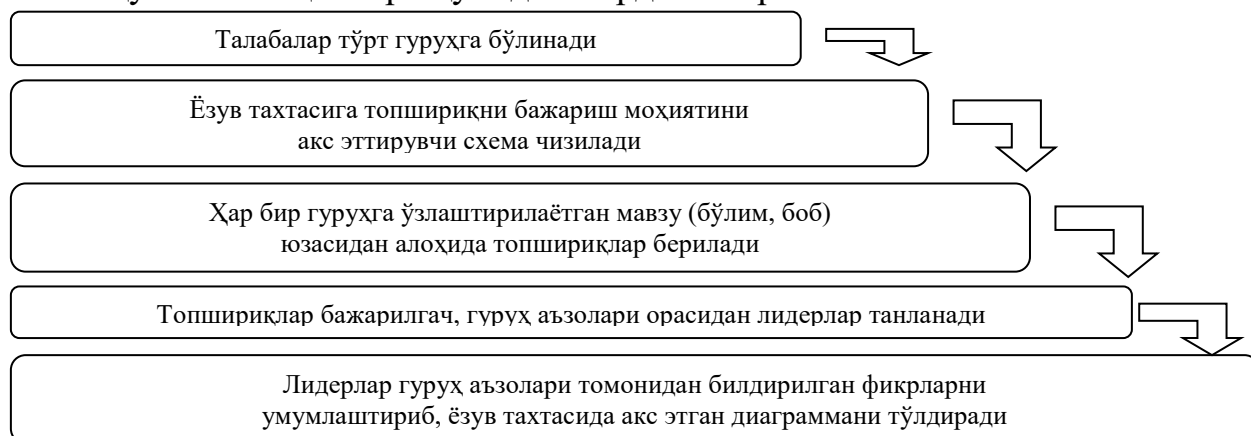 Талабалар тўрт гуруҳга бўлинади
Ёзув тахтасига топшириқни бажариш моҳиятини
акс эттирувчи схема чизилади
Ҳар бир гуруҳга ўзлаштирилаётган мавзу (бўлим, боб)
юзасидан алоҳида топшириқлар берилади
Топшириқлар бажарилгач, гуруҳ аъзолари орасидан лидерлар танланади
Лидерлар гуруҳ аъзолари томонидан билдирилган фикрларни
умумлаштириб, ёзув тахтасида акс этган диаграммани тўлдиради